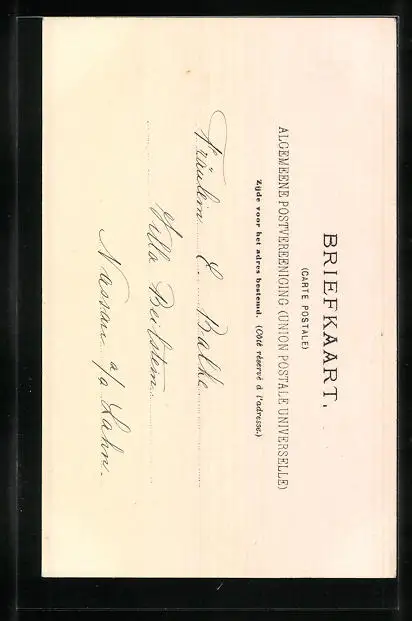 BRIEFKAART.
(CARTE POSTALE)
ALGEMEENE POSTVEREENIGING (UNION POSTALE UNIVERSELLE)
Zijde voor het adres bestemd. (Côté réservé à l'adresse.)
Fräulein E. Balke
Villa Beilstein
Nassau a/ Lahn.